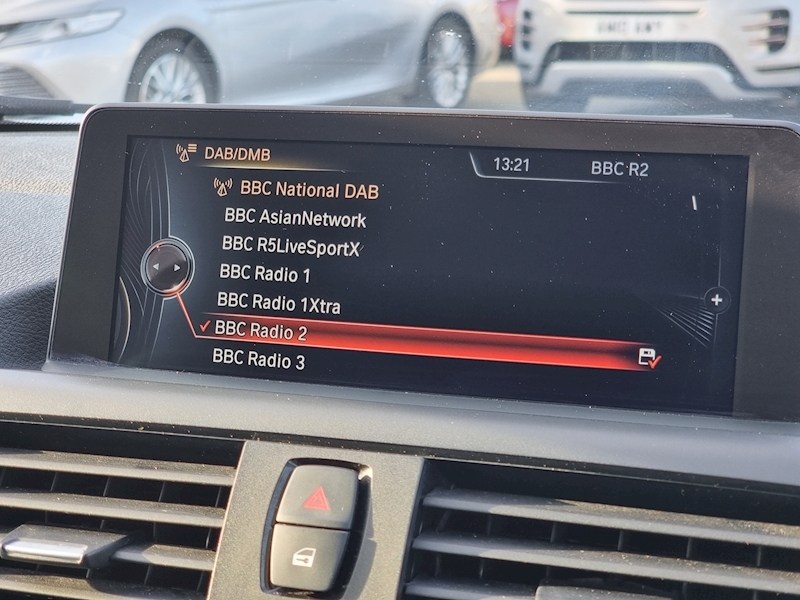 DAB/DMB 13:21 BBC R2
BBC National DAB
BBC AsianNetwork
BBC R5LiveSportX
BBC Radio 1
BBC Radio 1Xtra
BBC Radio 2
BBC Radio 3